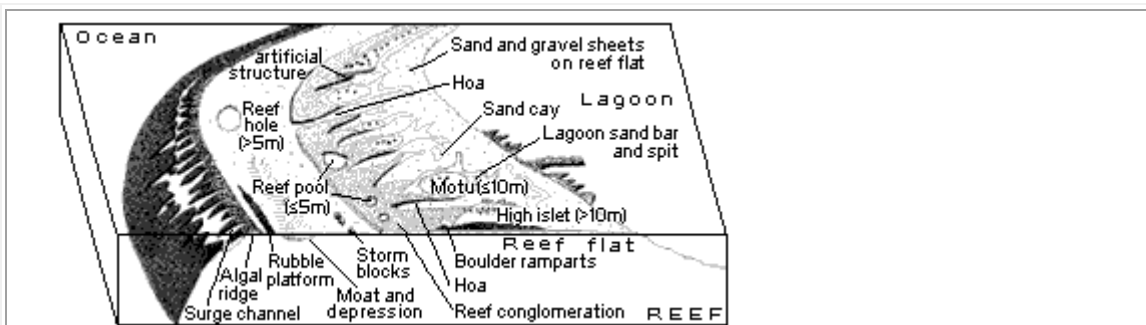 Ocean
artificial
structure
Sand and gravel sheets
on reef flat
Hoa
Lagoon
Reef
hole
(>5m)
Sand cay
Lagoon sand bar
and spit
Reef pool
(≤5m)
Motu(≤10m)
High islet (>10m)
Reef flat
Boulder ramparts
Storm
blocks
Rubble
platform
Algal
ridge
Hoa
Moat and
depression
Surge channel
Reef conglomeration
REEF